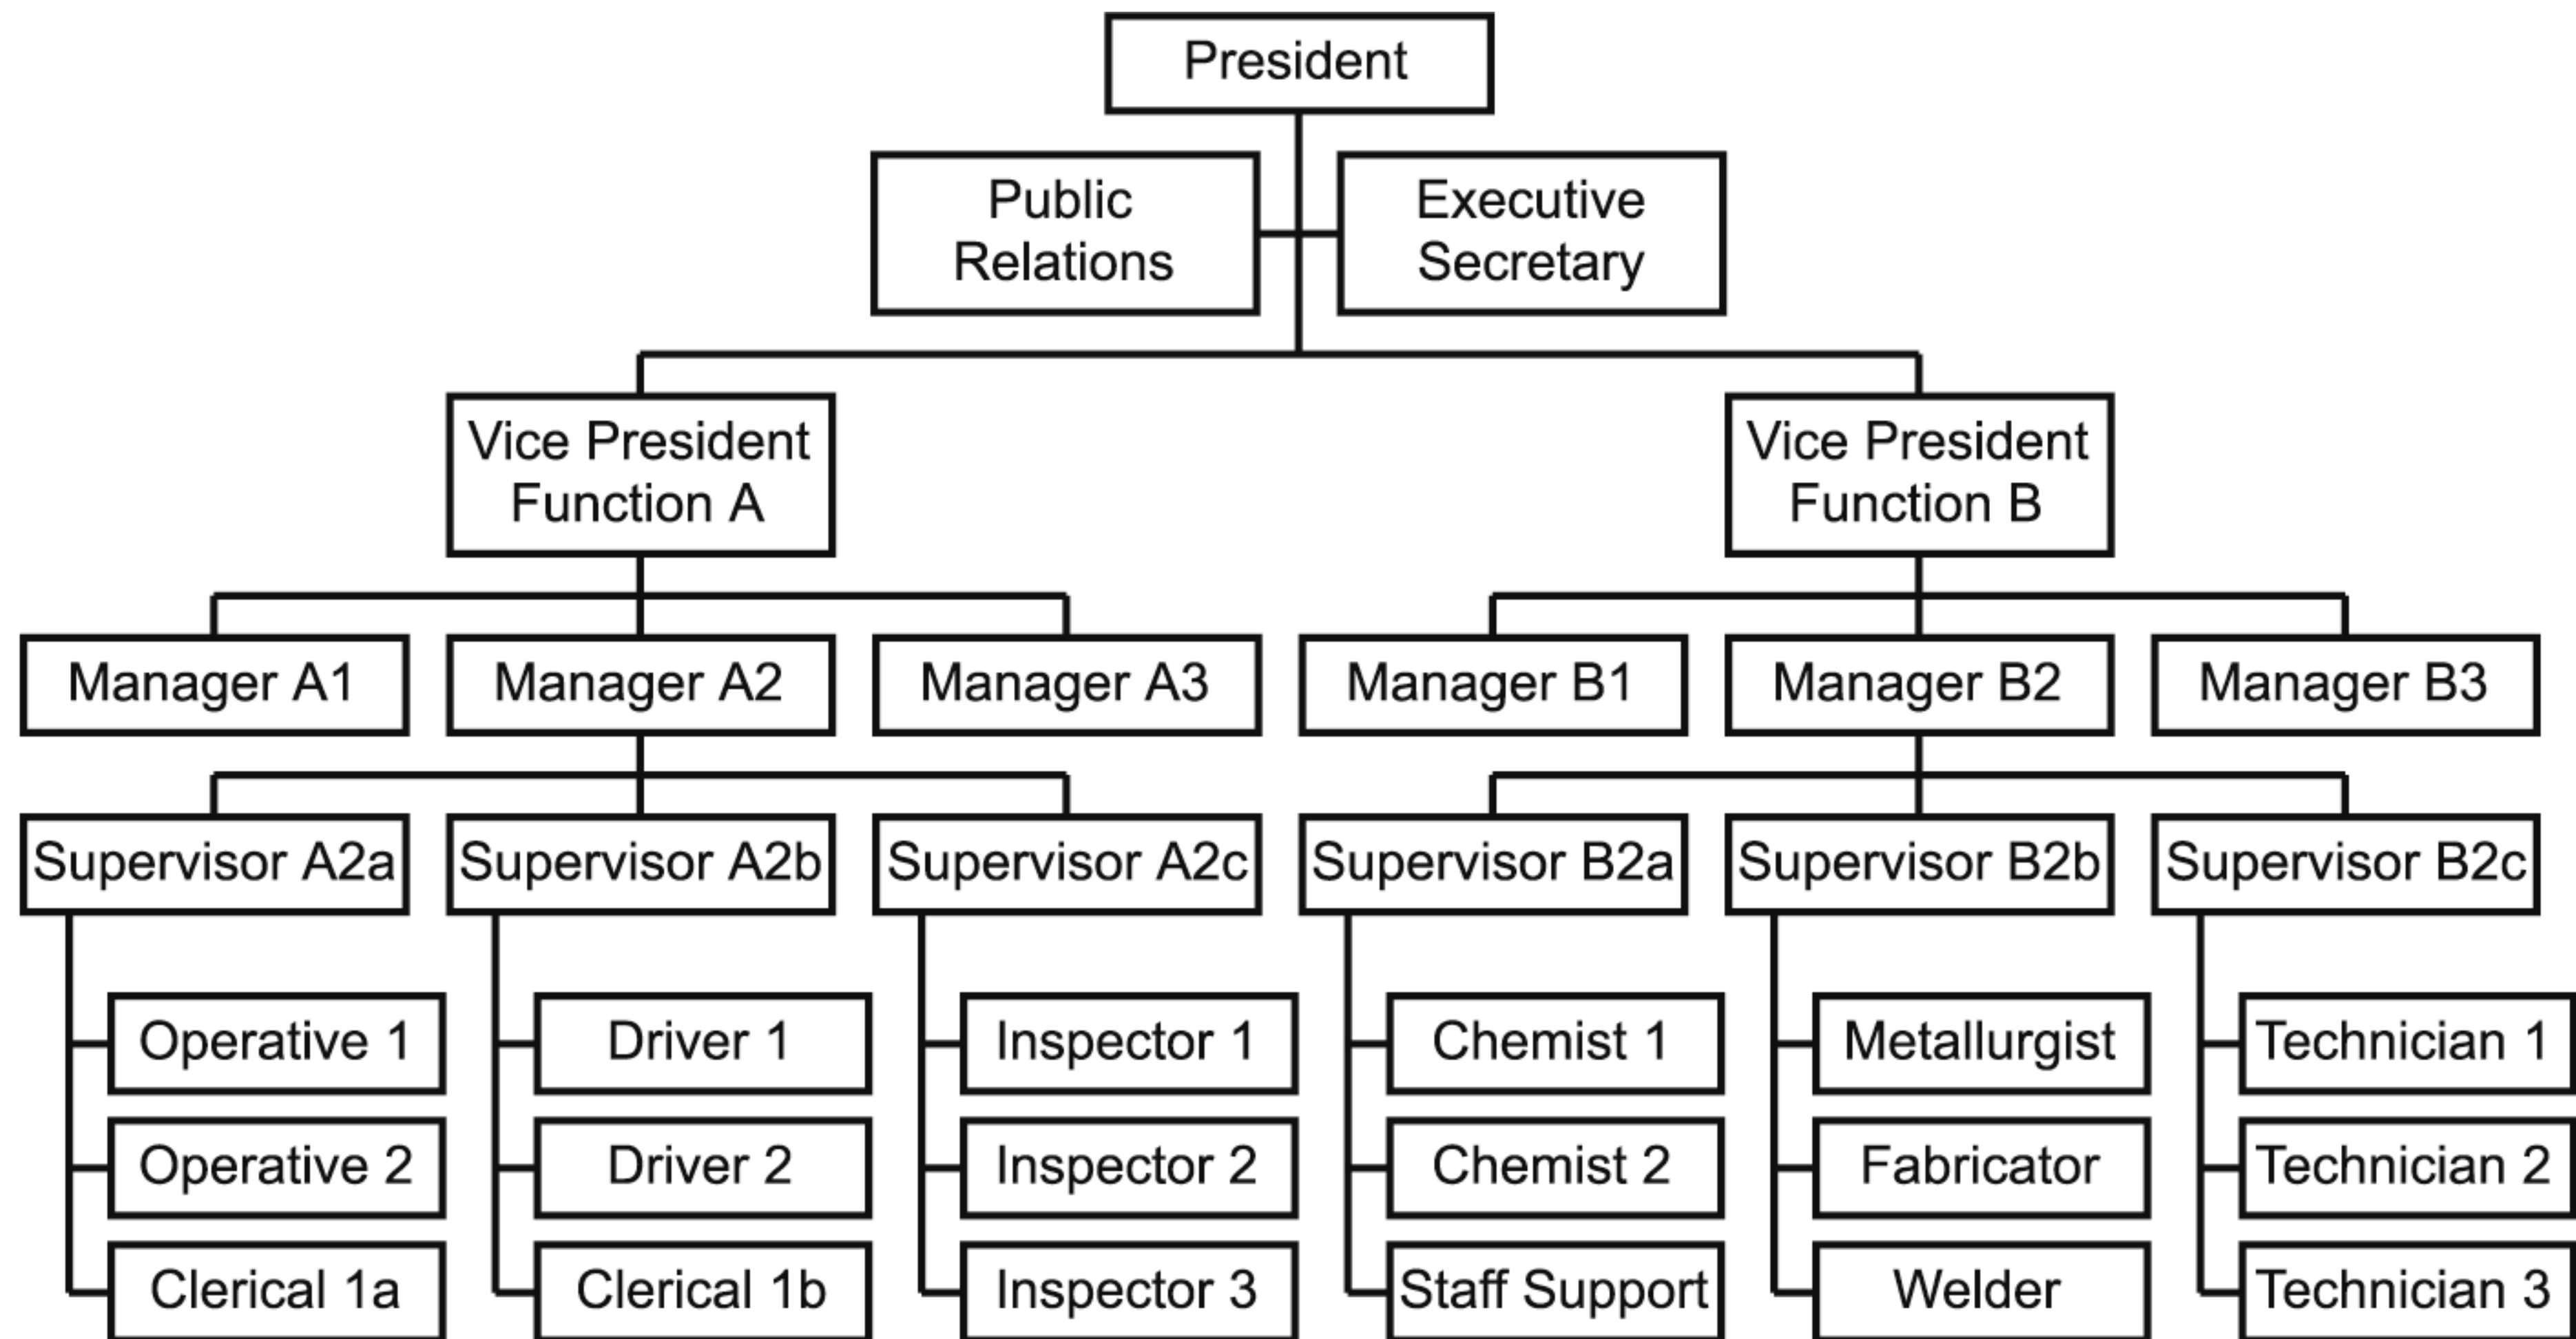 President
Public
Relations
Executive
Secretary
Vice President
Function A
Vice President
Function B
Manager A1
Manager A2
Manager A3
Manager B1
Manager B2
Manager B3
Supervisor A2a
Supervisor A2b
Supervisor A2c
Supervisor B2a
Supervisor B2b
Supervisor B2c
Operative 1
Driver 1
Inspector 1
Chemist 1
Metallurgist
Technician 1
Operative 2
Driver 2
Inspector 2
Chemist 2
Fabricator
Technician 2
Clerical 1a
Clerical 1b
Inspector 3
Staff Support
Welder
Technician 3